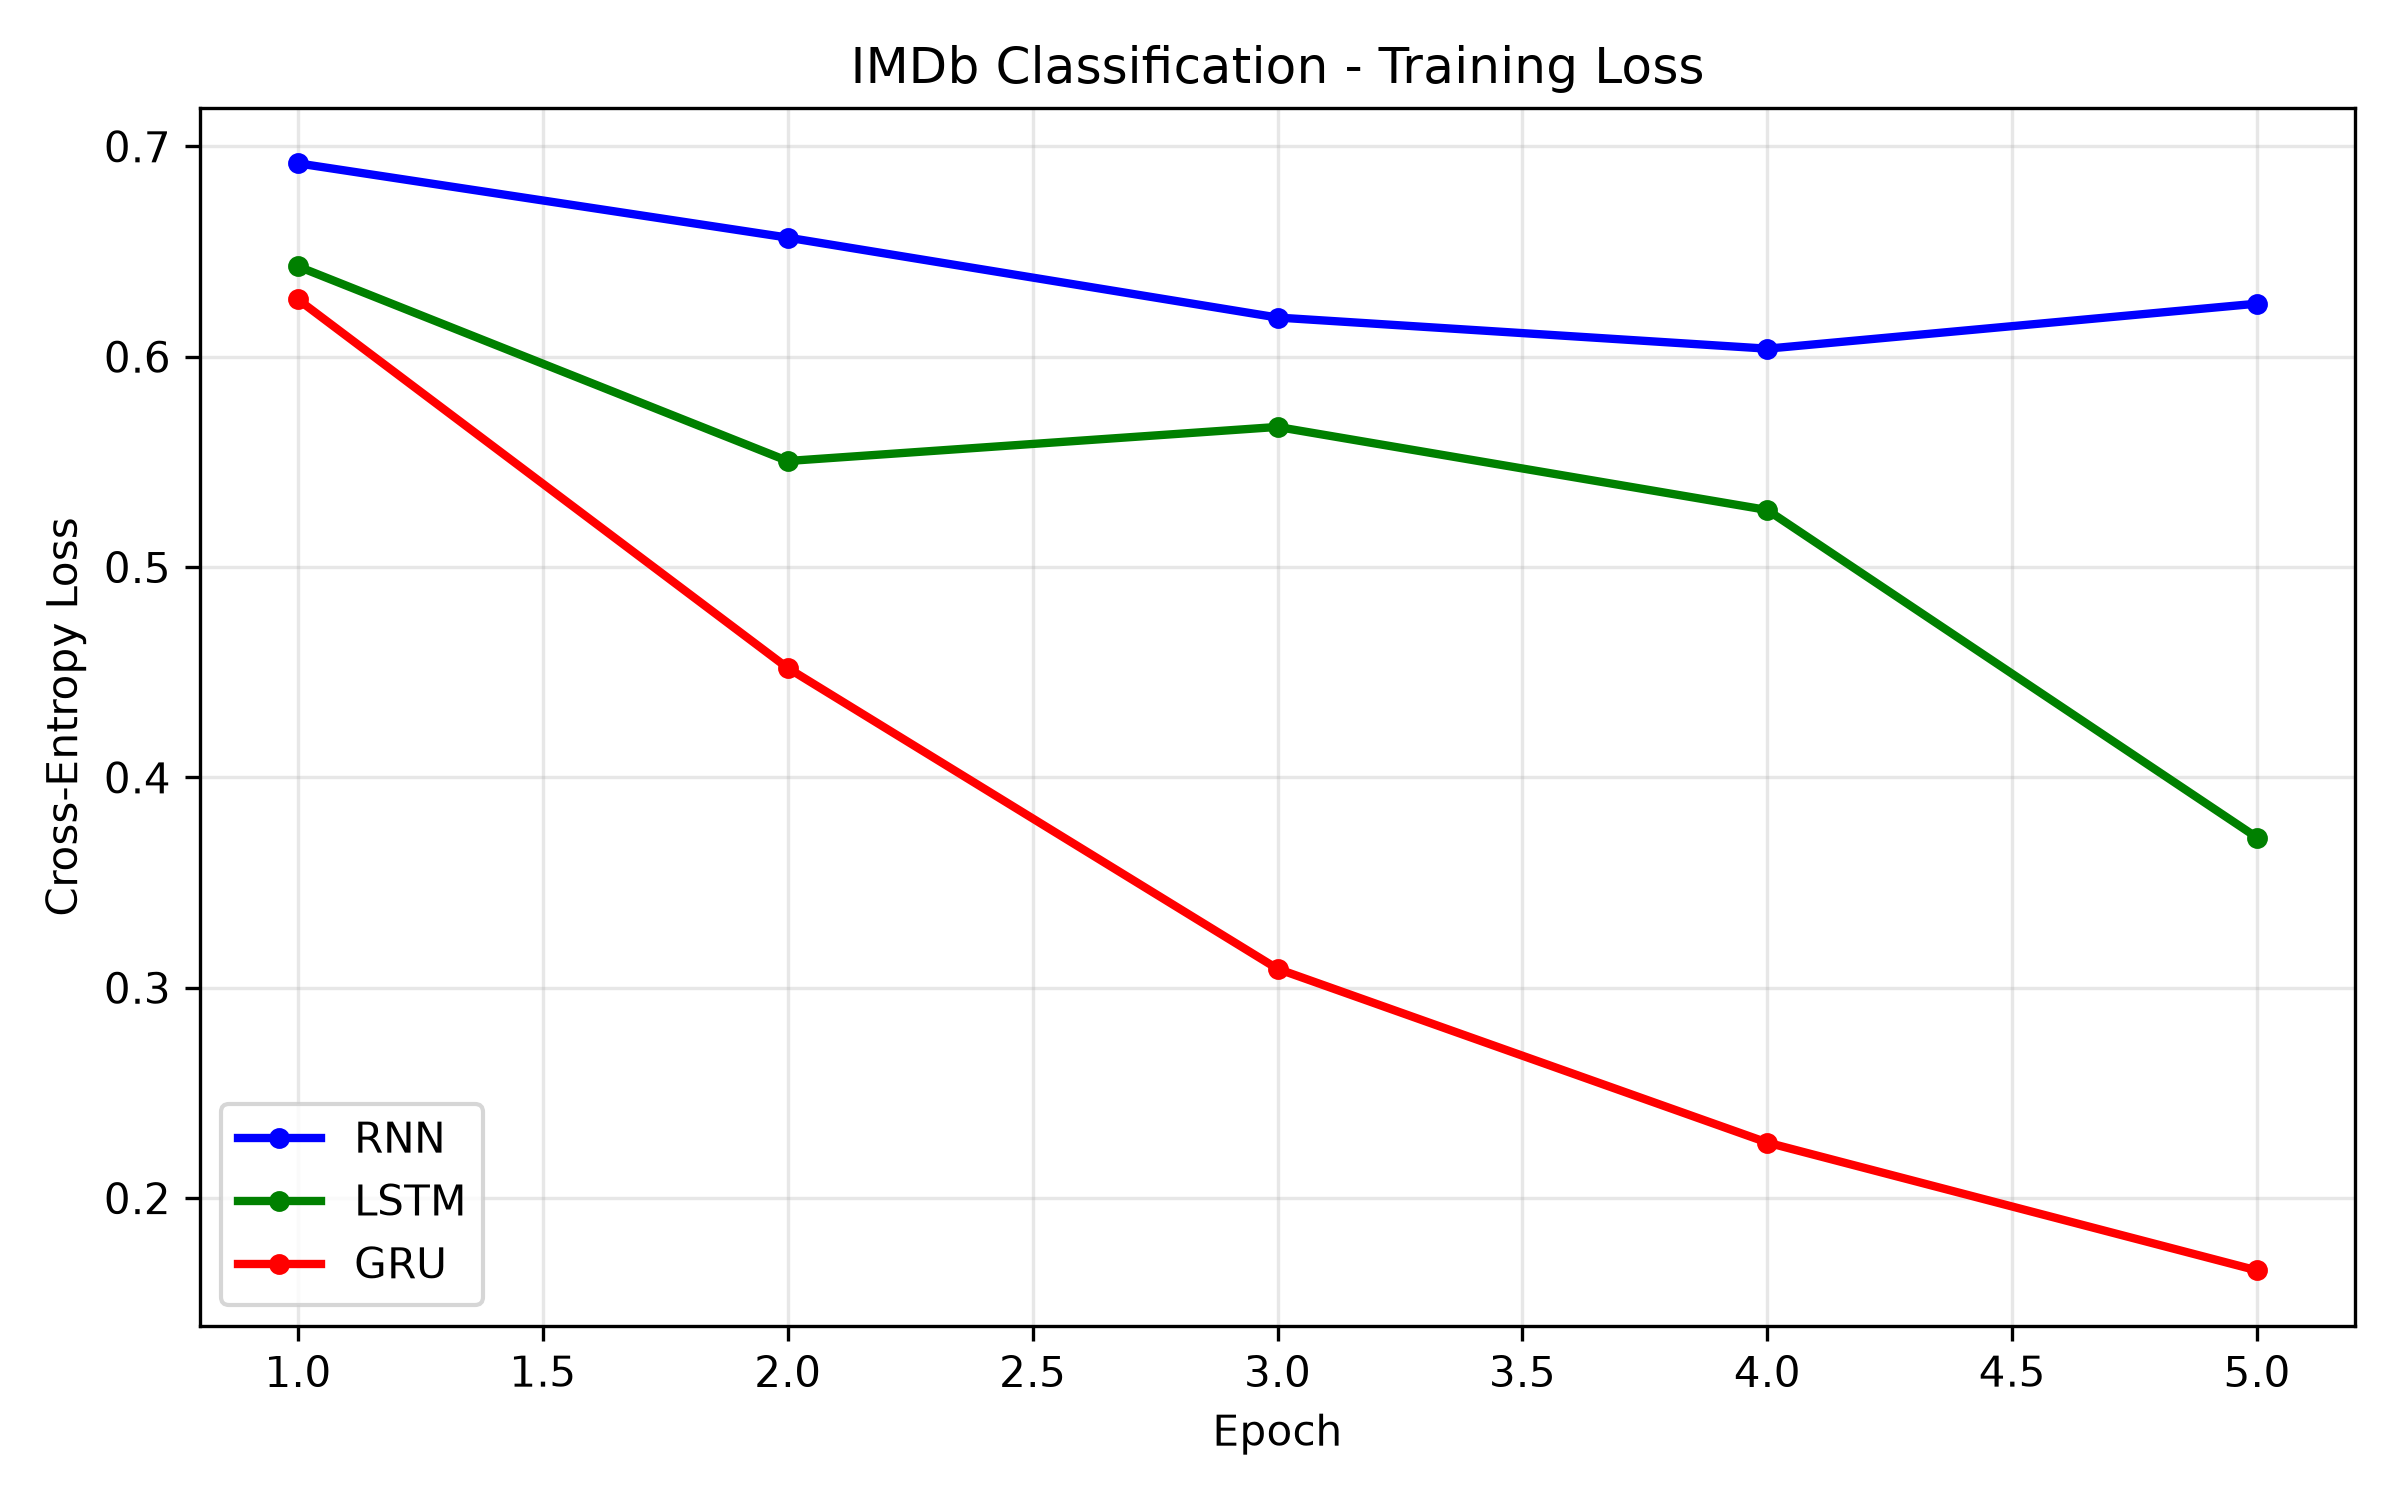 IMDb Classification - Training Loss
Cross-Entropy Loss
0.7
0.6
0.5
0.4
0.3
0.2
RNN
LSTM
GRU
1.0 1.5 2.0 2.5 3.0 3.5 4.0 4.5 5.0
Epoch